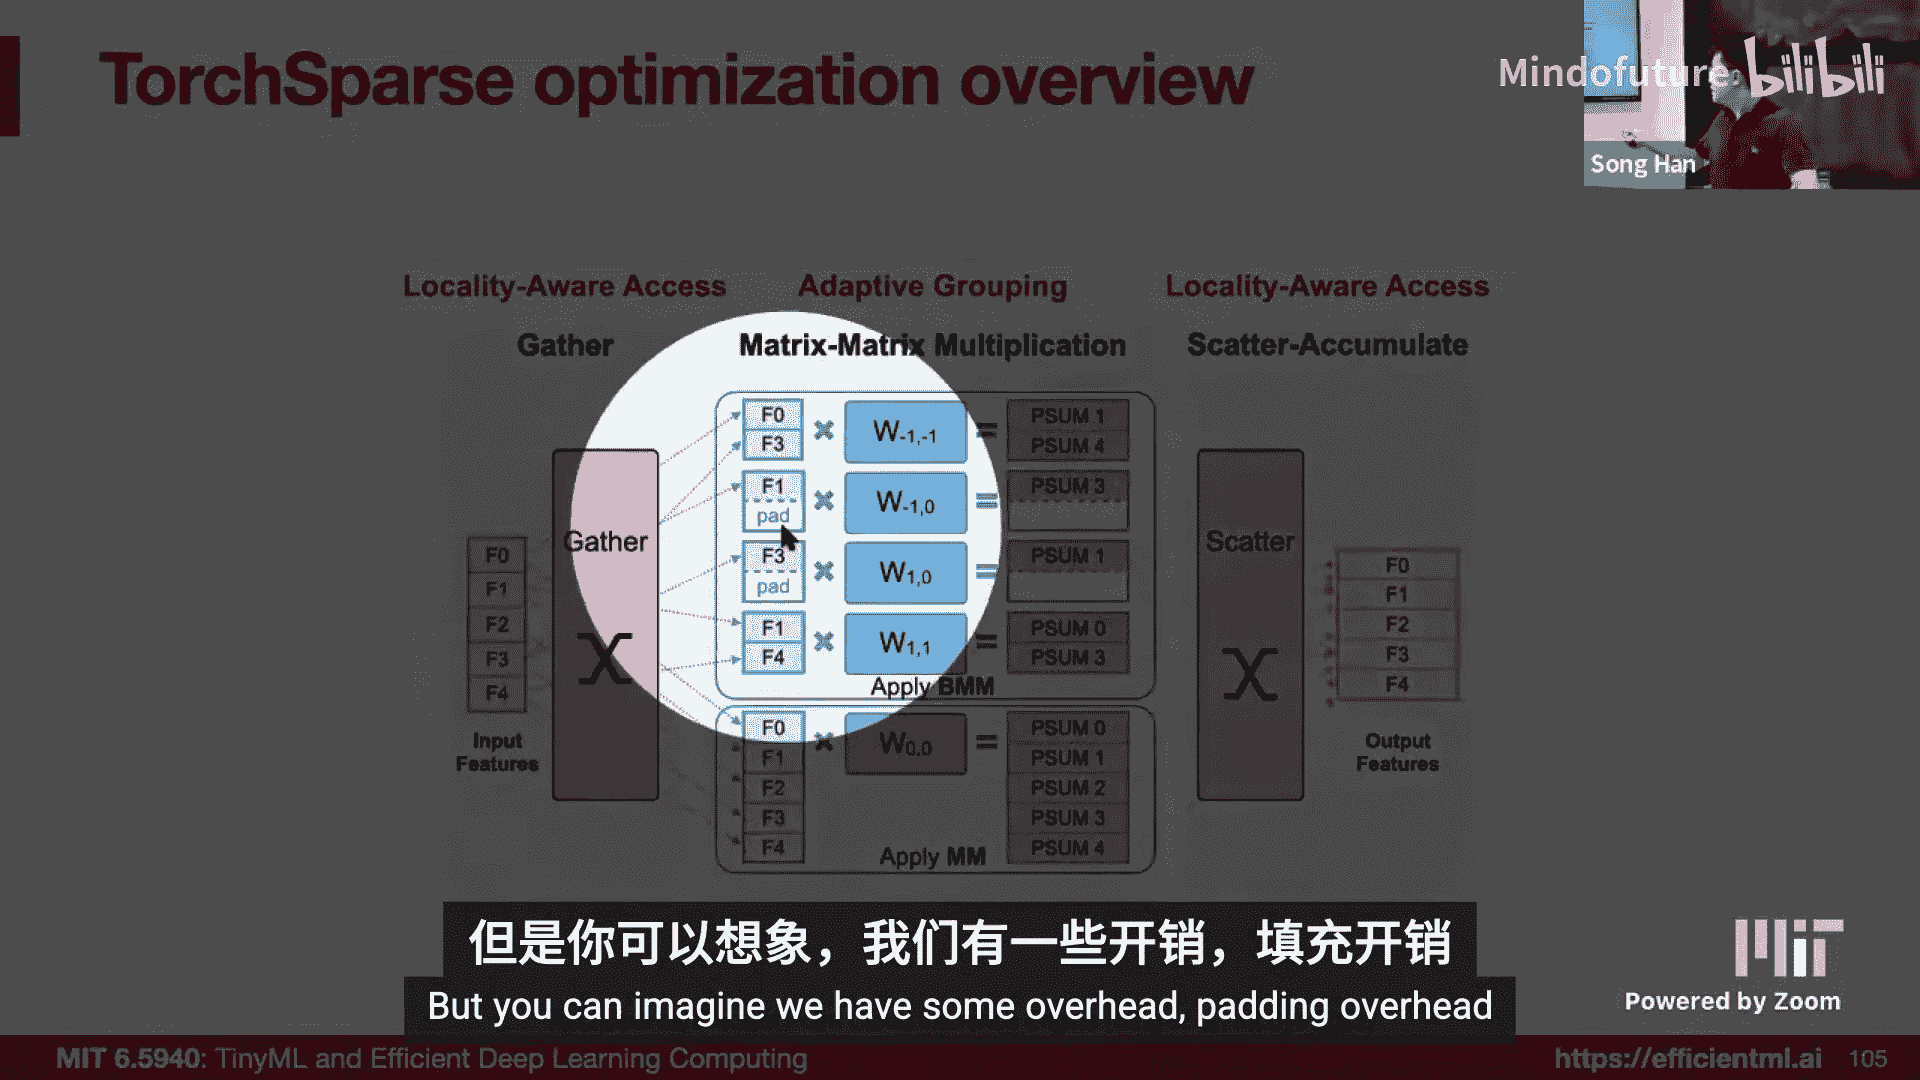 TorchSparse optimization overview
Mindofuture
bilibili
Song Han
Locality-Aware Access
Adaptive Grouping
Locality-Aware Access
Gather
Matrix-Matrix Multiplication
Scatter-Accumulate
F0
F1
F2
F3
F4
Input
Features
Gather
F0
F3
× W-1,-1 =
PSUM 1
PSUM 4
F1
pad
× W-1,0 =
PSUM 3
F3
pad
× W1,0 =
PSUM 1
F1
F4
× W1,1 =
PSUM 0
PSUM 3
Apply BMM
F0
F1
F2
F3
F4
× W0,0 =
PSUM 0
PSUM 1
PSUM 2
PSUM 3
PSUM 4
Apply MM
Scatter
F0
F1
F2
F3
F4
Output
Features
但是你可以想象，我们有一些开销，填充开销
But you can imagine we have some overhead, padding overhead
MIT
Powered by Zoom
MIT 6.5940: TinyML and Efficient Deep Learning Computing
https://efficientml.ai
105